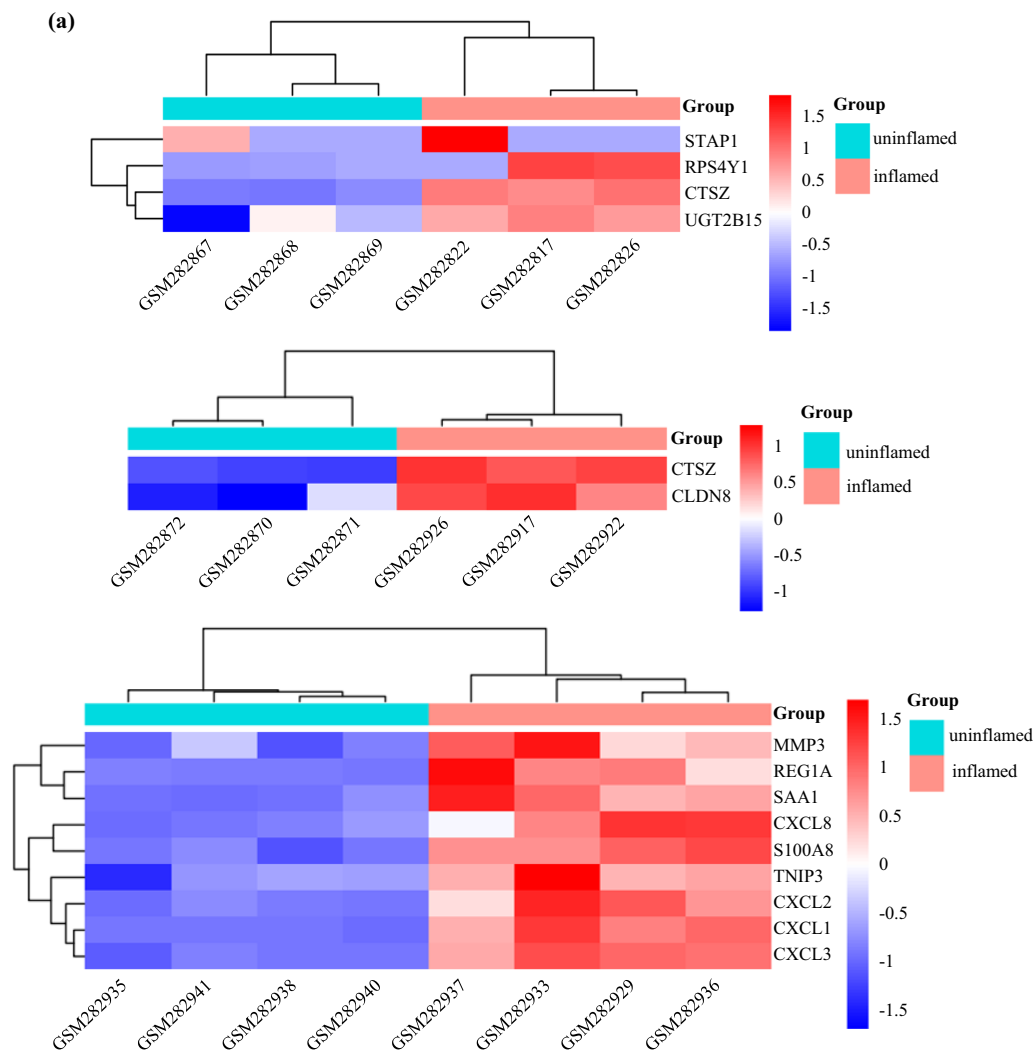 (a)
Group
STAP1
RPS4Y1
CTSZ
UGT2B15
GSM282867
GSM282868
GSM282869
GSM282822
GSM282817
GSM282826
1.5
1
0.5
0
-0.5
-1
-1.5
Group
uninflamed
inflamed
Group
CTSZ
CLDN8
GSM282872
GSM282870
GSM282871
GSM282926
GSM282917
GSM282922
1
0.5
0
-0.5
-1
Group
uninflamed
inflamed
Group
MMP3
REG1A
SAA1
CXCL8
S100A8
TNIP3
CXCL2
CXCL1
CXCL3
GSM282935
GSM282941
GSM282938
GSM282940
GSM282937
GSM282933
GSM282929
GSM282936
1.5
1
0.5
0
-0.5
-1
-1.5
Group
uninflamed
inflamed